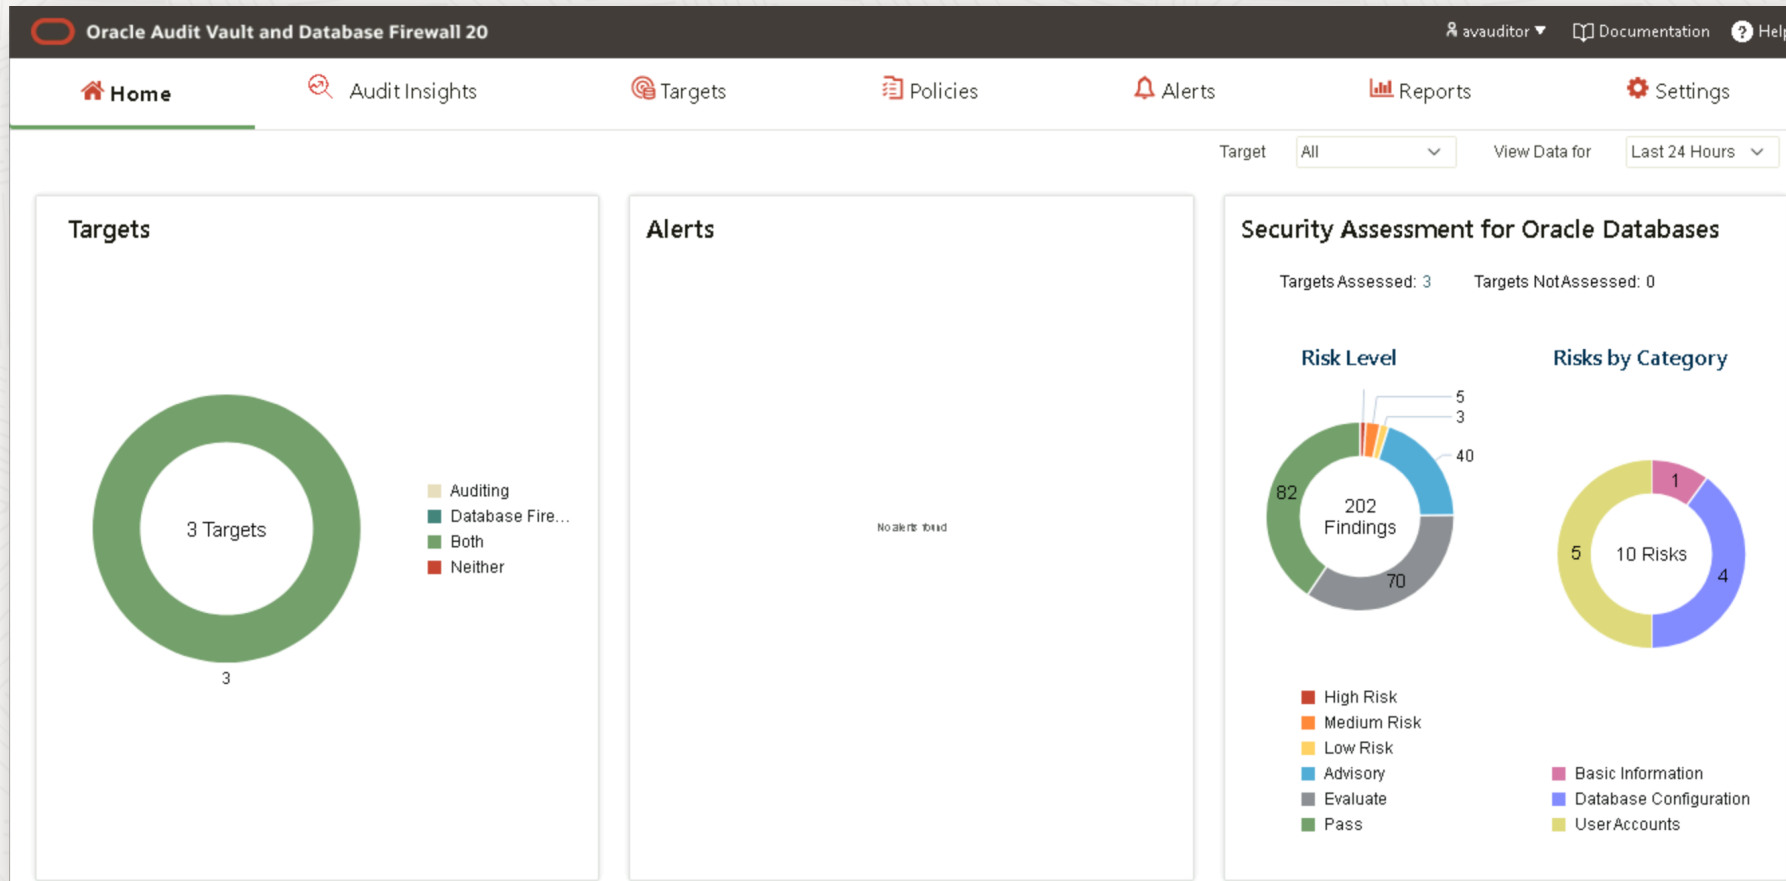 Oracle Audit Vault and Database Firewall 20
avauditor
Documentation
? Help
Home
Audit Insights
Targets
Policies
Alerts
Reports
Settings
Target
All
View Data for
Last 24 Hours
Targets
3 Targets
3
Auditing
Database Fire...
Both
Neither
Alerts
No alerts found
Security Assessment for Oracle Databases
Targets Assessed: 3
Targets Not Assessed: 0
Risk Level
5
3
40
82
202
Findings
70
High Risk
Medium Risk
Low Risk
Advisory
Evaluate
Pass
Risks by Category
1
5
10 Risks
4
Basic Information
Database Configuration
User Accounts